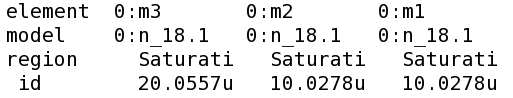 element 0:m3 0:m2 0:m1
model 0:n_18.1 0:n_18.1 0:n_18.1
region Saturati Saturati Saturati
id 20.0557u 10.0278u 10.0278u